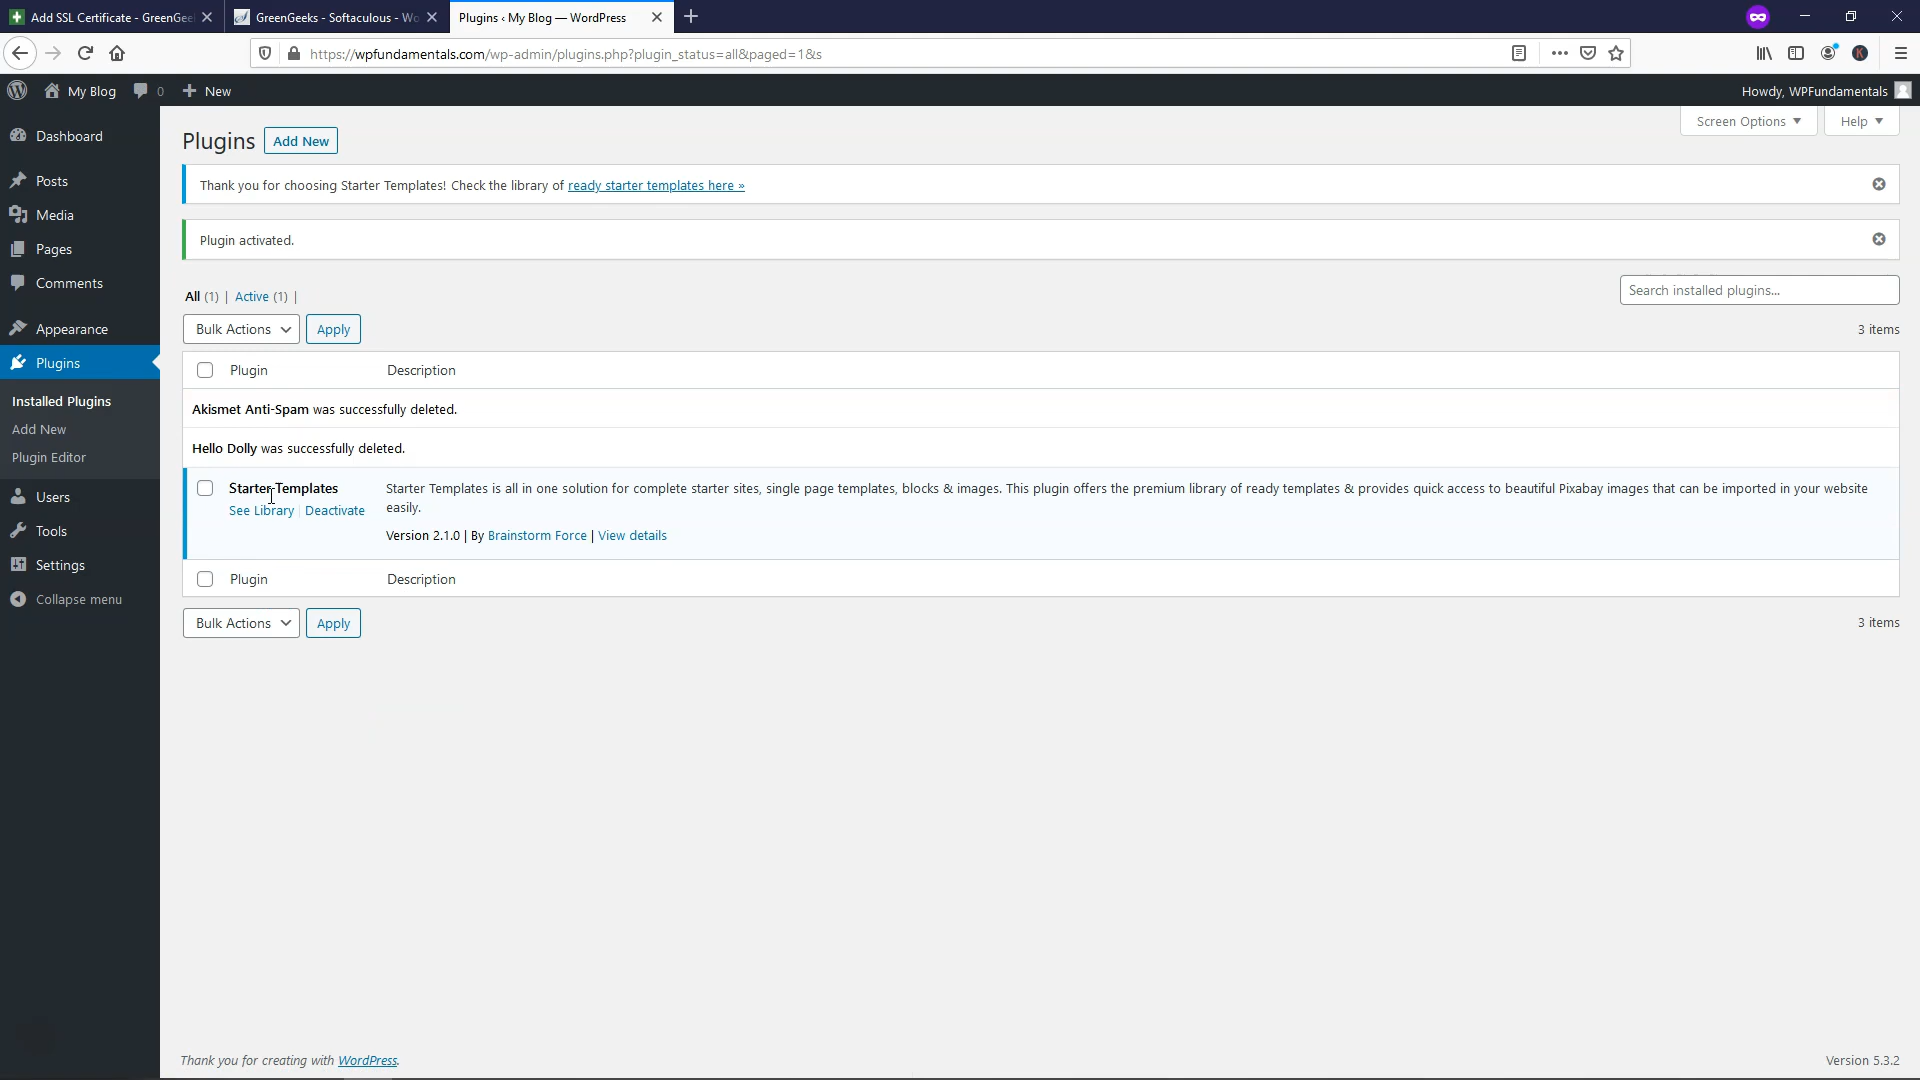 Add SSL Certificate - GreenGee
GreenGeeks - Softaculous - Wo
Plugins ‹ My Blog — WordPress
https://wpfundamentals.com/wp-admin/plugins.php?plugin_status=all&paged=1&s
K
My Blog
0
New
Howdy, WPFundamentals
Screen Options
Help
Dashboard
Posts
Media
Pages
Comments
Appearance
Plugins
Installed Plugins
Add New
Plugin Editor
Users
Tools
Settings
Collapse menu
Plugins
Add New
Thank you for choosing Starter Templates! Check the library of ready starter templates here »
Plugin activated.
All (1) | Active (1) |
Search installed plugins...
Bulk Actions
Apply
3 items
Plugin
Description
Akismet Anti-Spam was successfully deleted.
Hello Dolly was successfully deleted.
Starter Templates
See Library | Deactivate
Starter Templates is all in one solution for complete starter sites, single page templates, blocks & images. This plugin offers the premium library of ready templates & provides quick access to beautiful Pixabay images that can be imported in your website
easily.
Version 2.1.0 | By Brainstorm Force | View details
Plugin
Description
Bulk Actions
Apply
3 items
Thank you for creating with WordPress.
Version 5.3.2